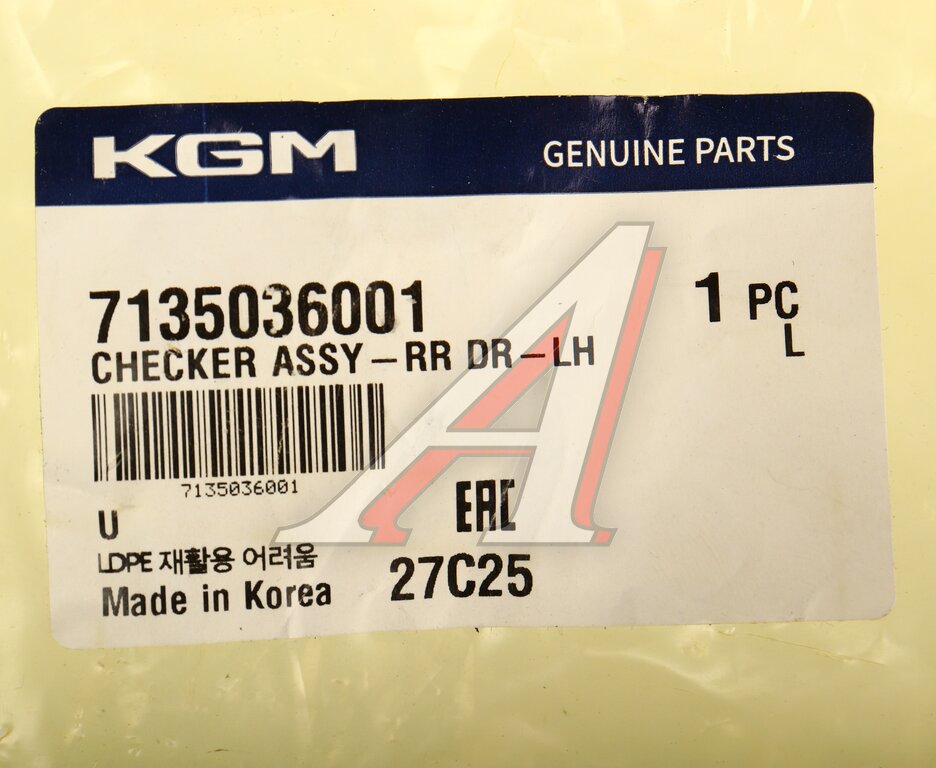 KGM GENUINE PARTS
7135036001 1 PC
CHECKER ASSY-RR DR-LH L
7135036001
U EAC
LDPE 재활용 어려움
Made in Korea 27C25